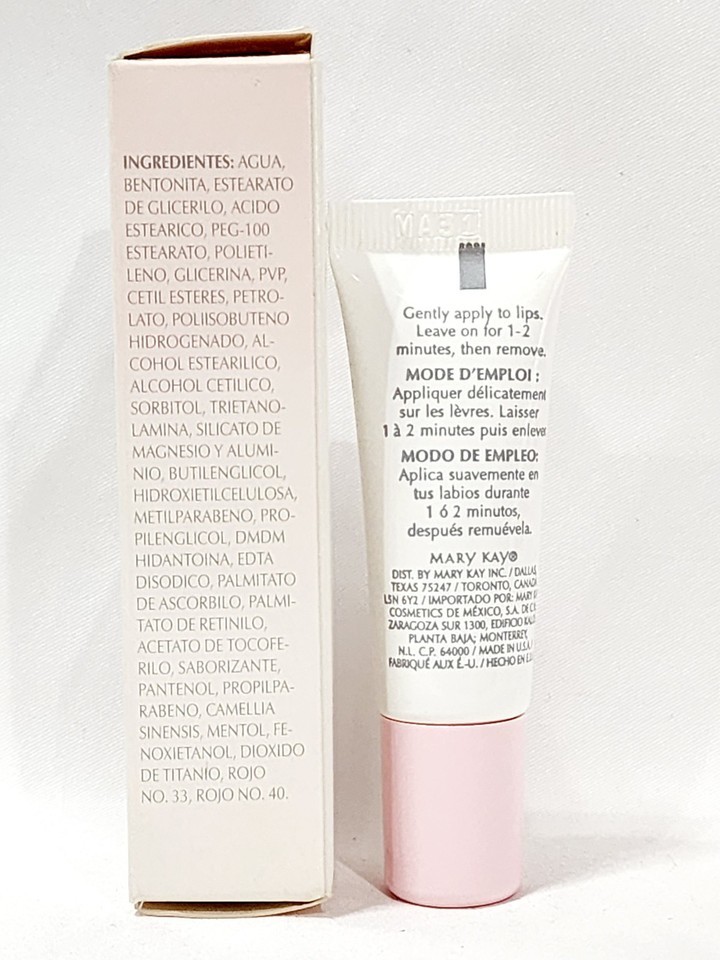 INGREDIENTES: AGUA,
BENTONITA, ESTEARATO
DE GLICERILO, ACIDO
ESTEARICO, PEG-100
ESTEARATO, POLIETI-
LENO, GLICERINA, PVP,
CETIL ESTERES, PETRO-
LATO, POLIISOBUTENO
HIDROGENADO, AL-
COHOL ESTEARILICO,
ALCOHOL CETILICO,
SORBITOL, TRIETANO-
LAMINA, SILICATO DE
MAGNESIO Y ALUMI-
NIO, BUTILENGLICOL,
HIDROXIETILCELULOSA,
METILPARABENO, PRO-
PILENGLICOL, DMDM
HIDANTOINA, EDTA
DISODICO, PALMITATO
DE ASCORBILO, PALMI-
TATO DE RETINILO,
ACETATO DE TOCOFE-
RILO, SABORIZANTE,
PANTENOL, PROPILPA-
RABENO, CAMELLIA
SINENSIS, MENTOL, FE-
NOXIETANOL, DIOXIDO
DE TITANIO, ROJO
NO. 33, ROJO NO. 40.
Gently apply to lips.
Leave on for 1-2
minutes, then remove.
MODE D'EMPLOI :
Appliquer délicatement
sur les lèvres. Laisser
1 à 2 minutes puis enlever
MODO DE EMPLEO:
Aplica suavemente en
tus labios durante
1 ó 2 minutos,
después remuévela.
MARY KAY®
DIST. BY MARY KAY INC. / DALLAS,
TEXAS 75247 / TORONTO, CANADA
L5N 6Y2 / IMPORTADO POR: MARY
COSMETICS DE MÉXICO, S.A. DE C.V.
ZARAGOZA SUR 1300, EDIFICIO
PLANTA BAJA; MONTERREY,
N.L. C.P. 64000 / MADE IN U.S.A.
FABRIQUÉ AUX É.-U. / HECHO EN